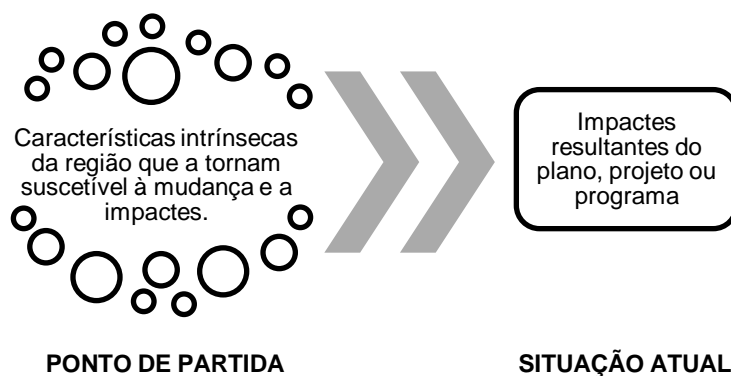 Características intrínsecas
da região que a tornam
suscetível à mudança e a
impactes.
Impactes
resultantes do
plano, projeto ou
programa
PONTO DE PARTIDA
SITUAÇÃO ATUAL